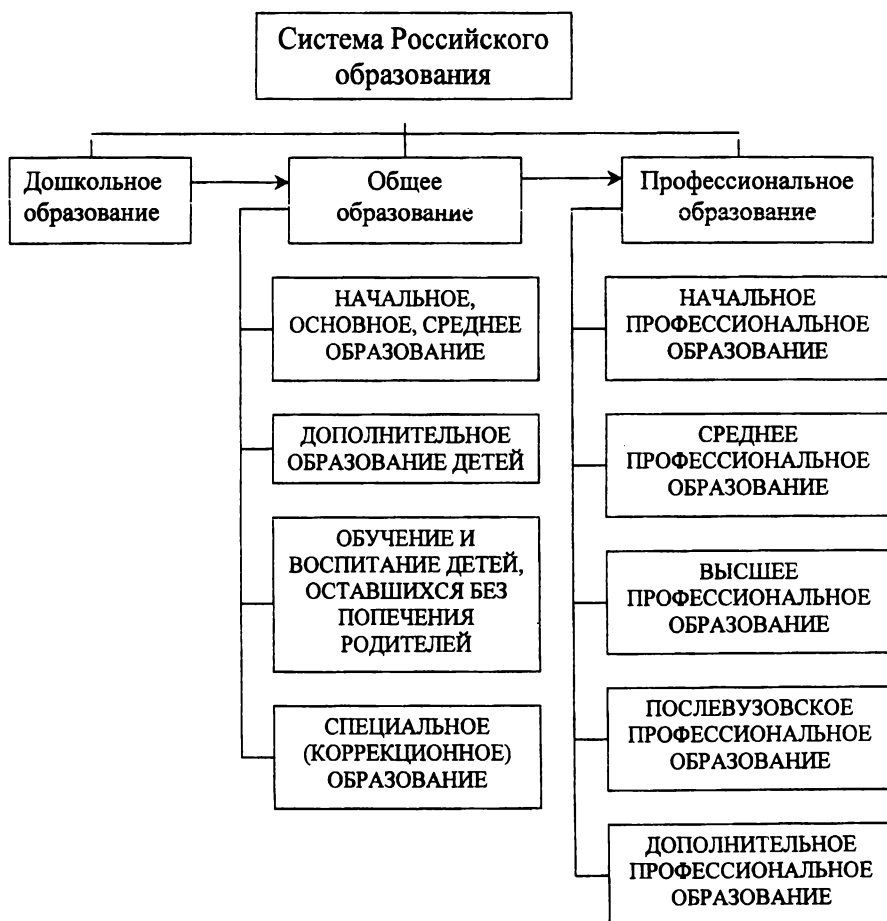 Система Российского
образования
Дошкольное
образование
Общее
образование
Профессиональное
образование
НАЧАЛЬНОЕ,
ОСНОВНОЕ, СРЕДНЕЕ
ОБРАЗОВАНИЕ
ДОПОЛНИТЕЛЬНОЕ
ОБРАЗОВАНИЕ ДЕТЕЙ
ОБУЧЕНИЕ И
ВОСПИТАНИЕ ДЕТЕЙ,
ОСТАВШИХСЯ БЕЗ
ПОПЕЧЕНИЯ
РОДИТЕЛЕЙ
СПЕЦИАЛЬНОЕ
(КОРРЕКЦИОННОЕ)
ОБРАЗОВАНИЕ
НАЧАЛЬНОЕ
ПРОФЕССИОНАЛЬНОЕ
ОБРАЗОВАНИЕ
СРЕДНЕЕ
ПРОФЕССИОНАЛЬНОЕ
ОБРАЗОВАНИЕ
ВЫСШЕЕ
ПРОФЕССИОНАЛЬНОЕ
ОБРАЗОВАНИЕ
ПОСЛЕВУЗОВСКОЕ
ПРОФЕССИОНАЛЬНОЕ
ОБРАЗОВАНИЕ
ДОПОЛНИТЕЛЬНОЕ
ПРОФЕССИОНАЛЬНОЕ
ОБРАЗОВАНИЕ